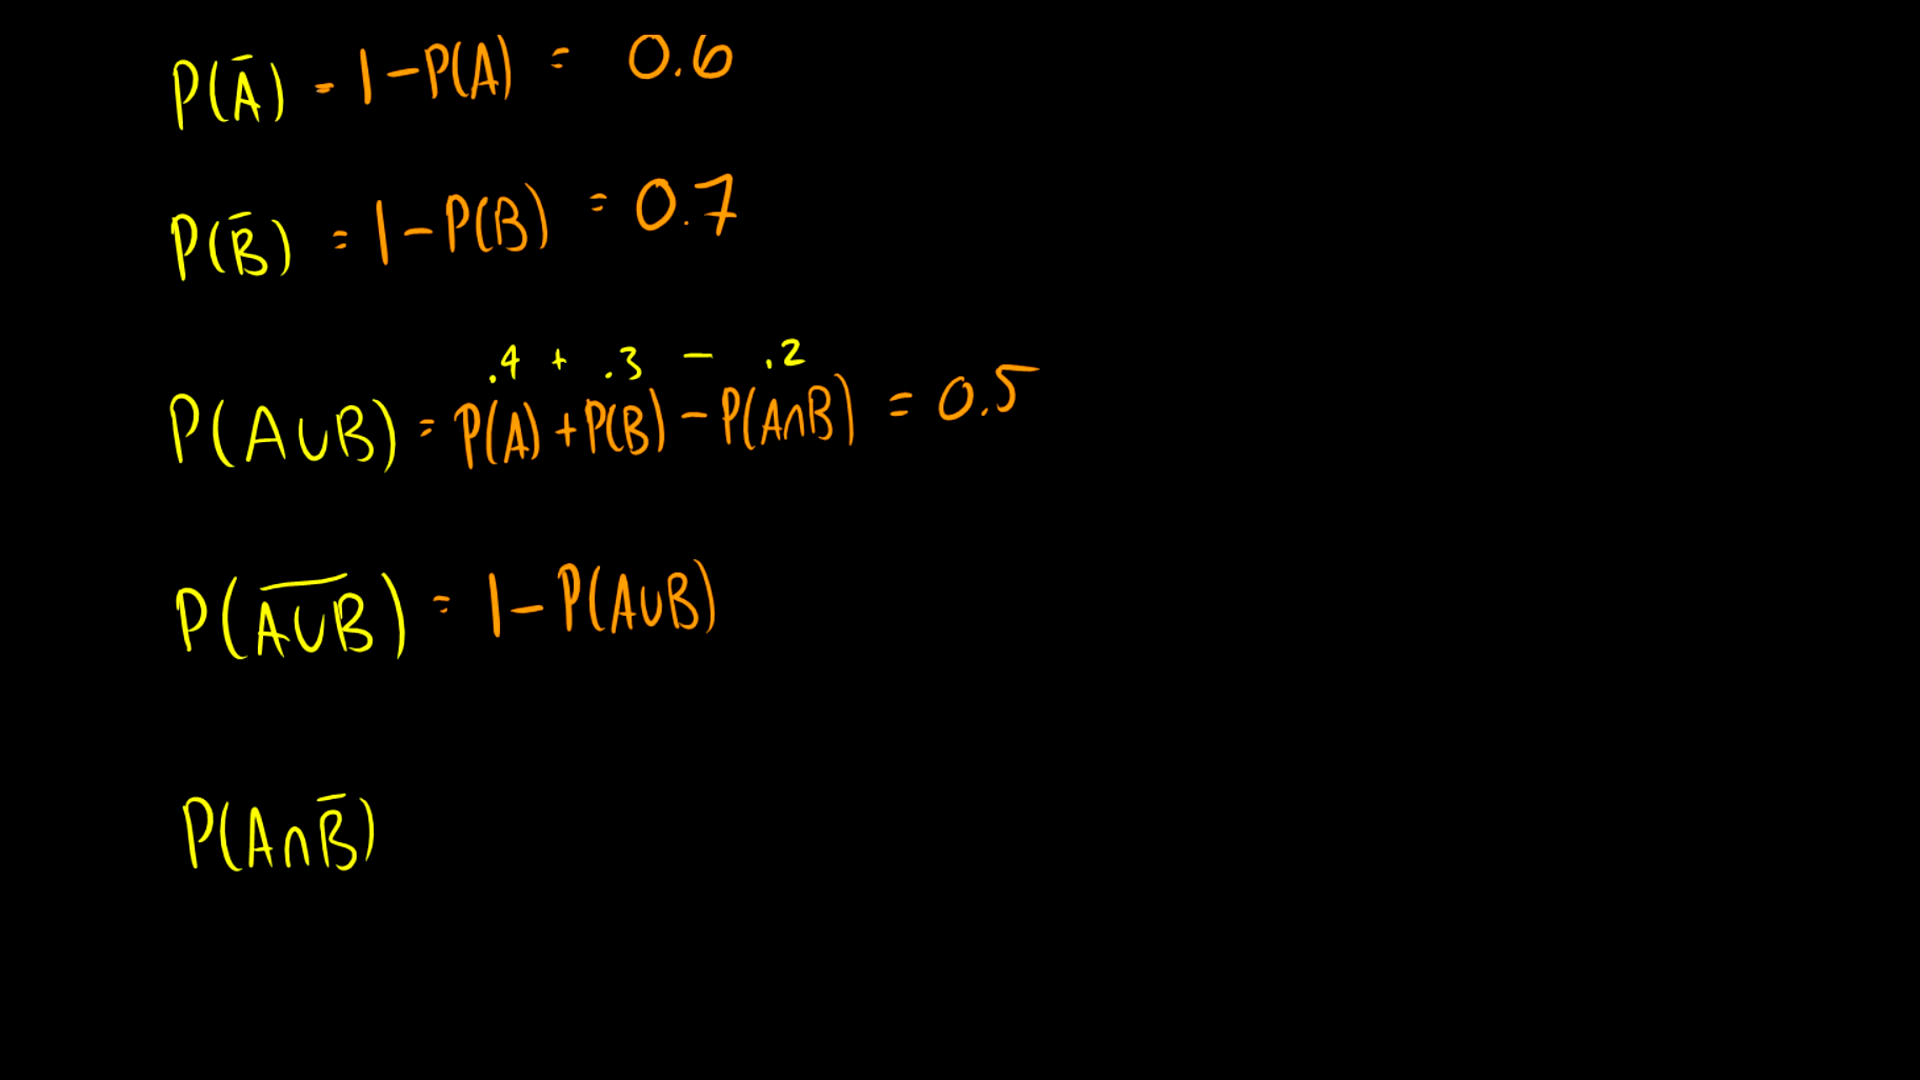 P(A̅) = 1 - P(A) = 0.6
P(B̅) = 1 - P(B) = 0.7
.4 + .3 - .2
P(A∪B) = P(A) + P(B) - P(A∩B) = 0.5
P(A̅∪̅B̅) = 1 - P(A∪B)
P(A∩B̅)